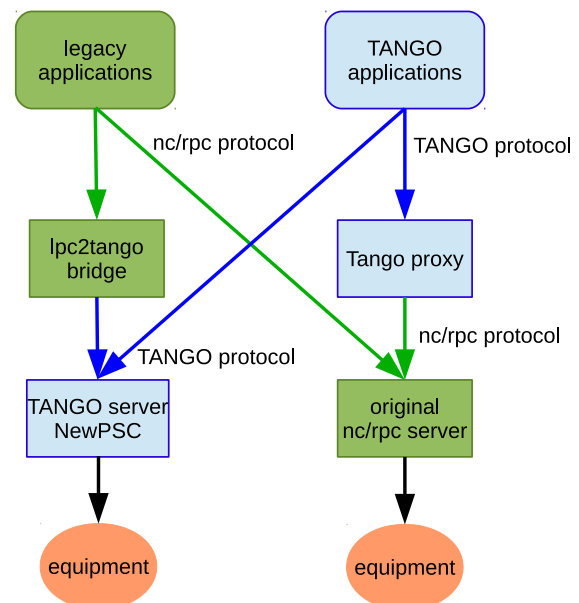 legacy
applications
TANGO
applications
nc/rpc protocol
TANGO protocol
lpc2tango
bridge
Tango proxy
nc/rpc protocol
TANGO protocol
TANGO server
NewPSC
original
nc/rpc server
equipment
equipment